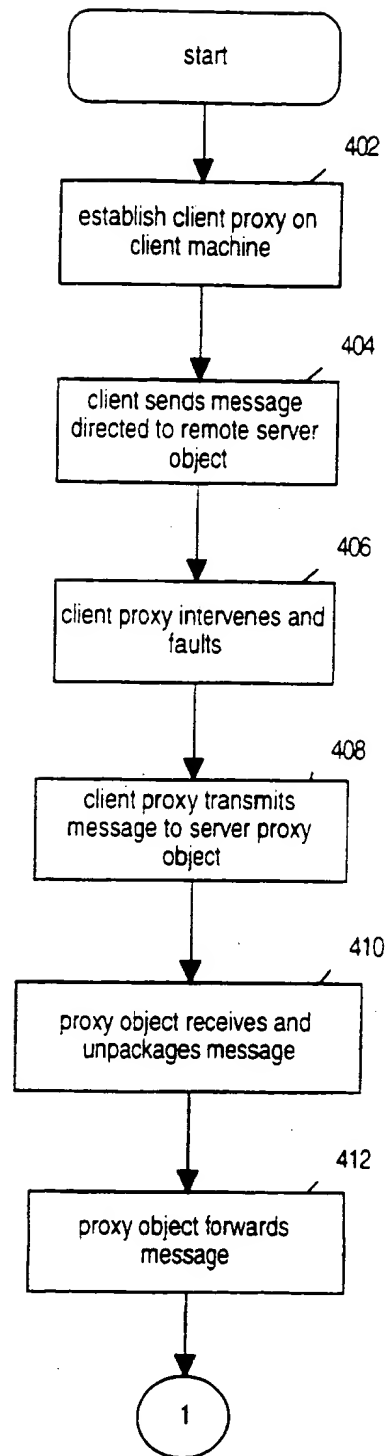 start
402
establish client proxy on
client machine
404
client sends message
directed to remote server
object
406
client proxy intervenes and
faults
408
client proxy transmits
message to server proxy
object
410
proxy object receives and
unpackages message
412
proxy object forwards
message
1